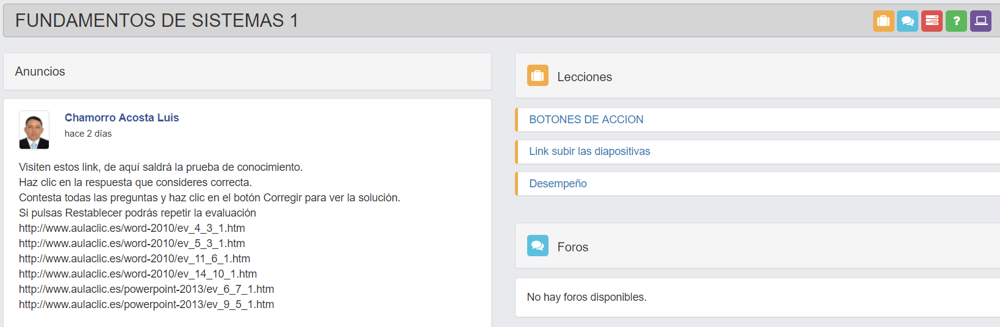 FUNDAMENTOS DE SISTEMAS 1
?
Anuncios
Chamorro Acosta Luis
hace 2 días
Visiten estos link, de aquí saldrá la prueba de conocimiento.
Haz clic en la respuesta que consideres correcta.
Contesta todas las preguntas y haz clic en el botón Corregir para ver la solución.
Si pulsas Restablecer podrás repetir la evaluación
http://www.aulaclic.es/word-2010/ev_4_3_1.htm
http://www.aulaclic.es/word-2010/ev_5_3_1.htm
http://www.aulaclic.es/word-2010/ev_11_6_1.htm
http://www.aulaclic.es/word-2010/ev_14_10_1.htm
http://www.aulaclic.es/powerpoint-2013/ev_6_7_1.htm
http://www.aulaclic.es/powerpoint-2013/ev_9_5_1.htm
Lecciones
BOTONES DE ACCION
Link subir las diapositivas
Desempeño
Foros
No hay foros disponibles.